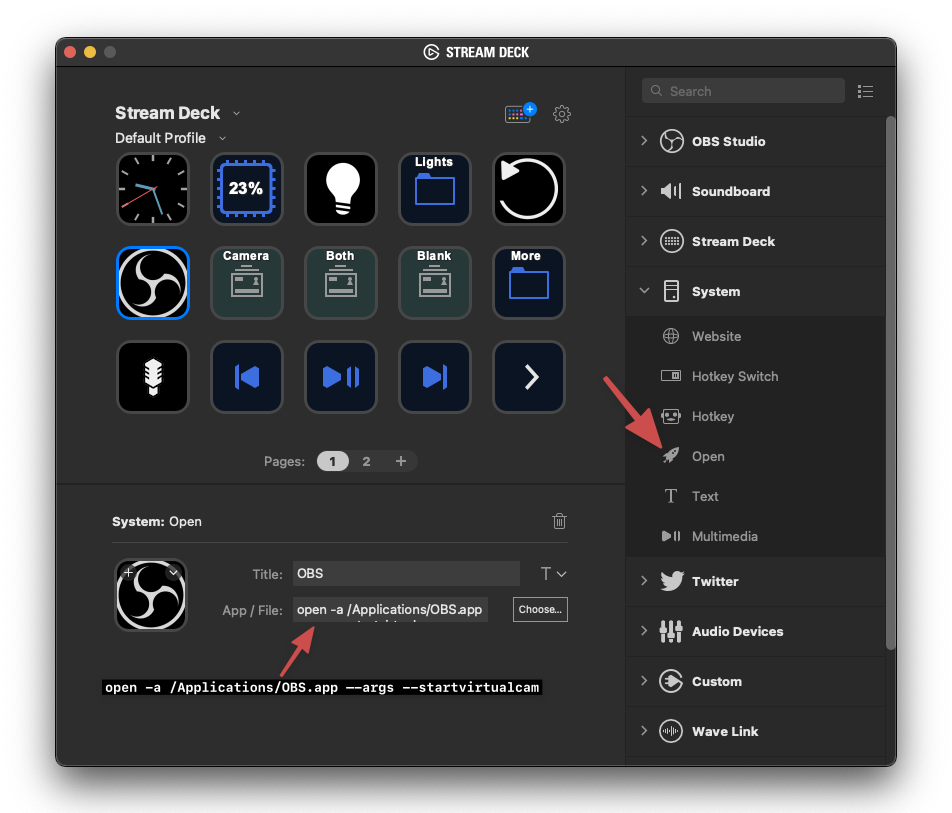 STREAM DECK
Stream Deck
Default Profile
23%
Lights
Camera
Both
Blank
More
Pages: 1 2 +
System: Open
Title: OBS
App / File: open -a /Applications/OBS.app
Choose...
open -a /Applications/OBS.app --args --startvirtualcam
Search
OBS Studio
Soundboard
Stream Deck
System
Website
Hotkey Switch
Hotkey
Open
Text
Multimedia
Twitter
Audio Devices
Custom
Wave Link